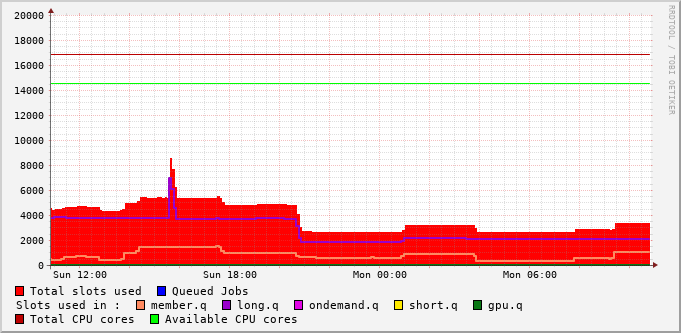 20000
18000
16000
14000
12000
10000
8000
6000
4000
2000
0
Sun 12:00 Sun 18:00 Mon 00:00 Mon 06:00
Total slots used Queued Jobs
Slots used in : member.q long.q ondemand.q short.q gpu.q
Total CPU cores Available CPU cores
RRDTOOL / TOBI OETIKER